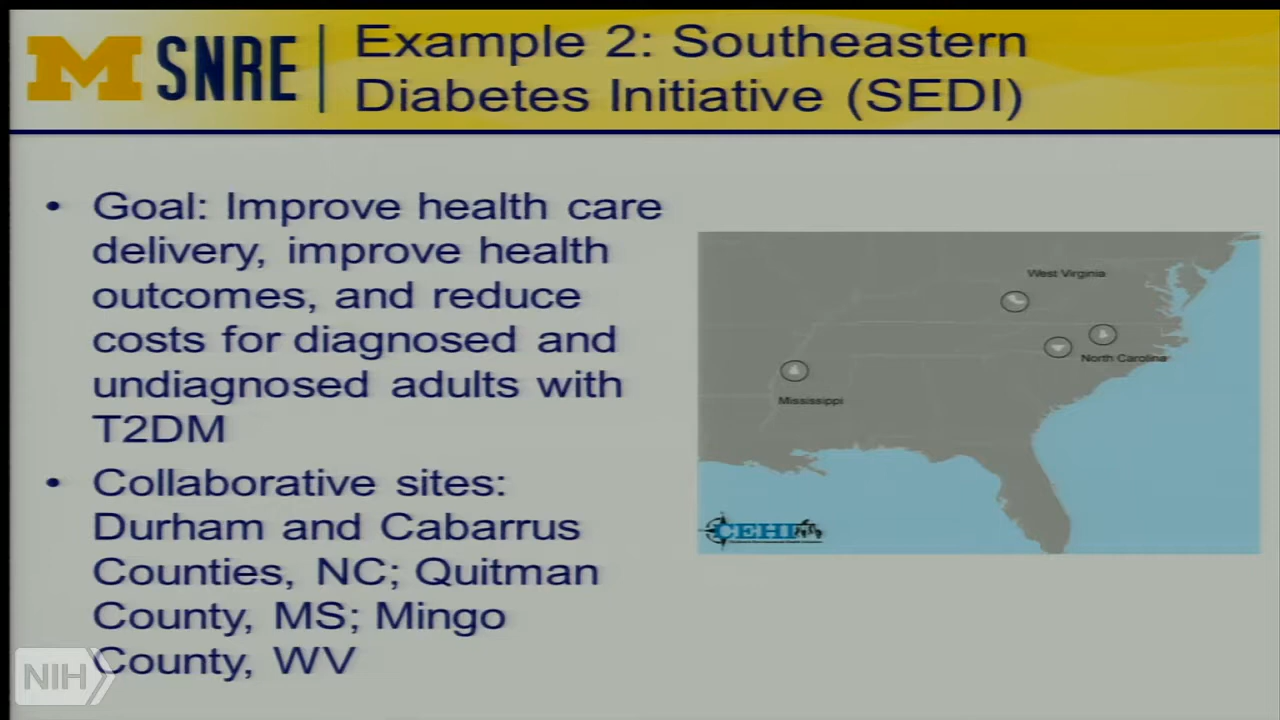 M SNRE
Example 2: Southeastern
Diabetes Initiative (SEDI)
• Goal: Improve health care
delivery, improve health
outcomes, and reduce
costs for diagnosed and
undiagnosed adults with
T2DM
• Collaborative sites:
Durham and Cabarrus
Counties, NC; Quitman
County, MS; Mingo
County, WV
West Virginia
North Carolina
Mississippi
CEHI
NIH